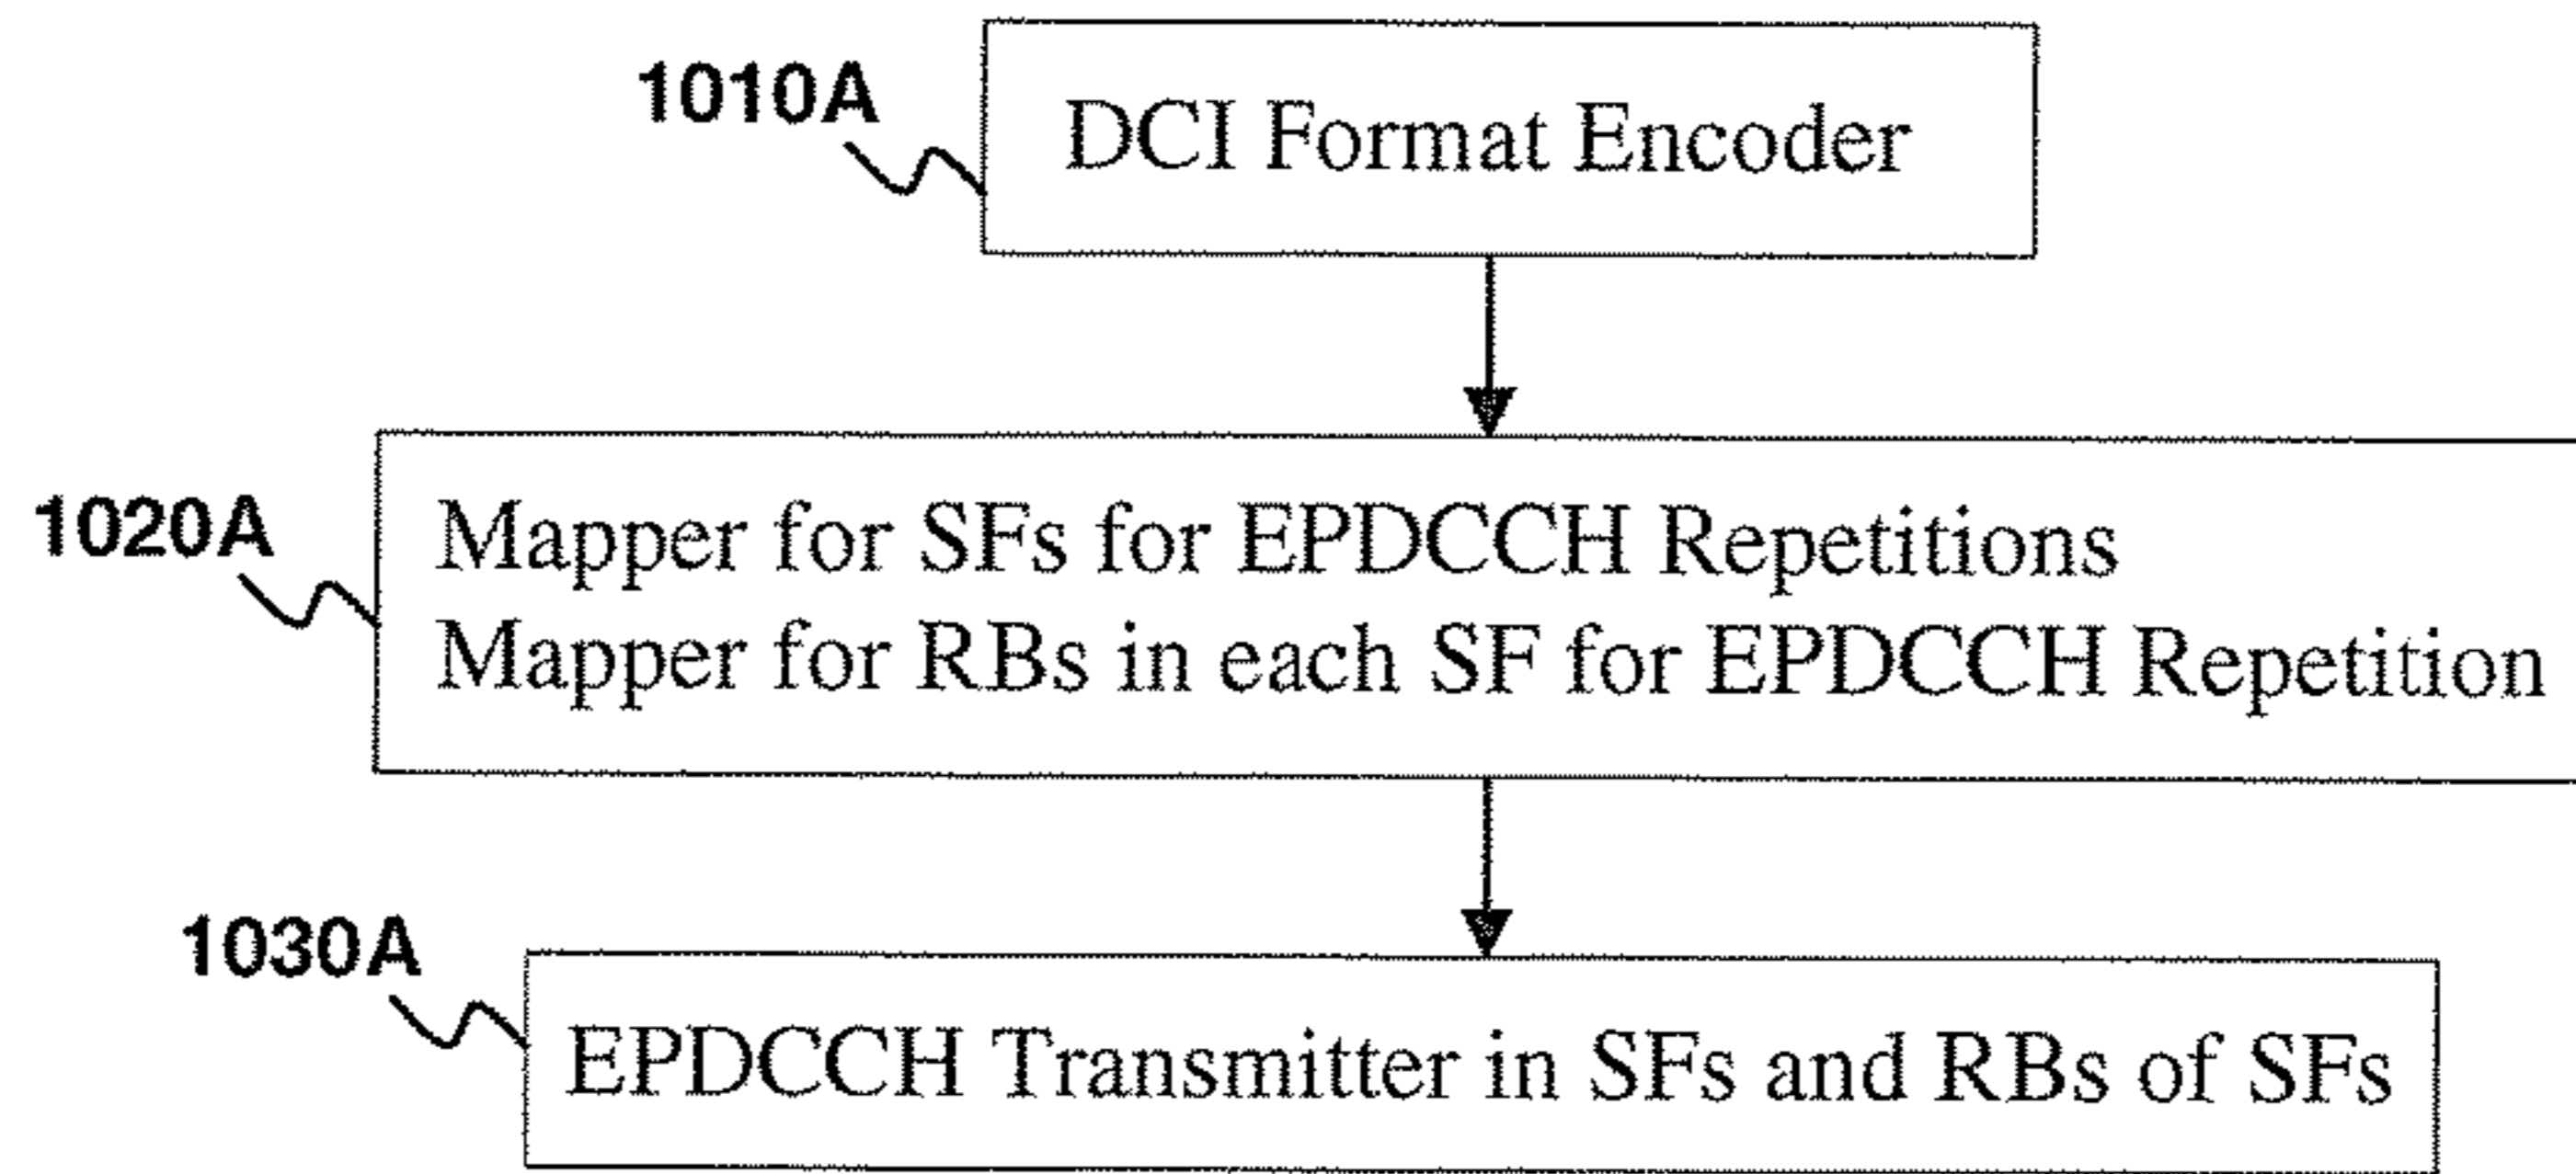 1010A
DCI Format Encoder
1020A
Mapper for SFs for EPDCCH Repetitions
Mapper for RBs in each SF for EPDCCH Repetition
1030A
EPDCCH Transmitter in SFs and RBs of SFs